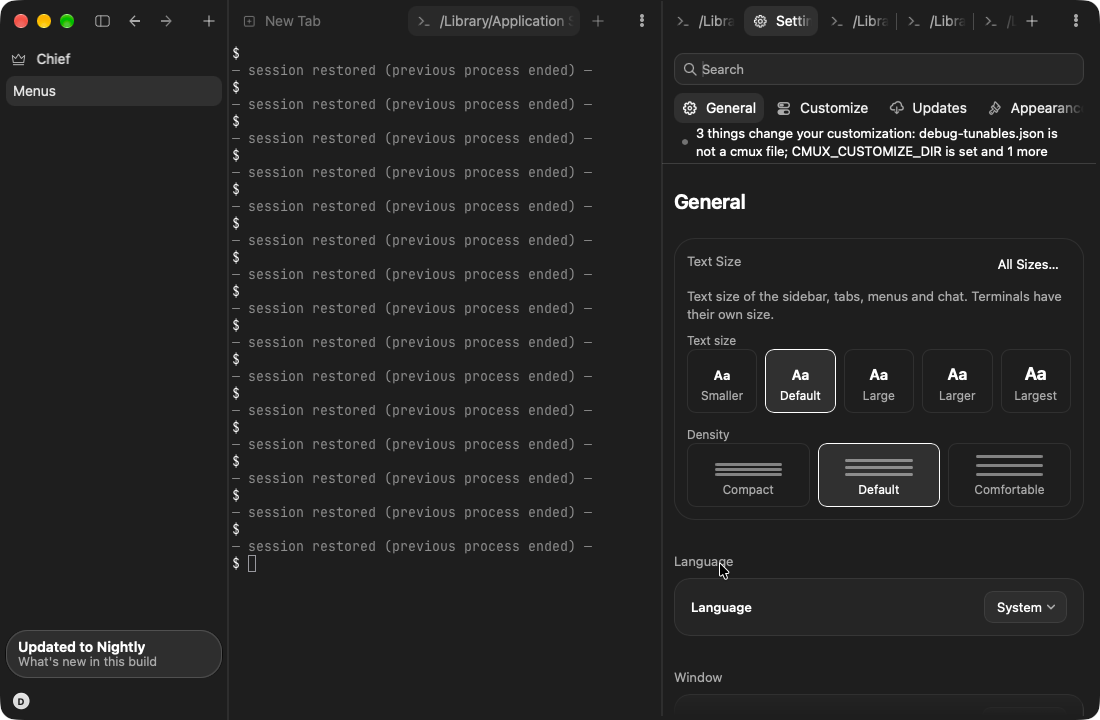 Chief
Menus
Updated to Nightly
What's new in this build
D
New Tab
/Library/Application
$
— session restored (previous process ended) —
$
— session restored (previous process ended) —
$
— session restored (previous process ended) —
$
— session restored (previous process ended) —
$
— session restored (previous process ended) —
$
— session restored (previous process ended) —
$
— session restored (previous process ended) —
$
— session restored (previous process ended) —
$
— session restored (previous process ended) —
$
— session restored (previous process ended) —
$
— session restored (previous process ended) —
$
— session restored (previous process ended) —
$
— session restored (previous process ended) —
$
— session restored (previous process ended) —
$
— session restored (previous process ended) —
$
/Libra
Settin
/Libra
/Libra
Search
General
Customize
Updates
Appearanc
3 things change your customization: debug-tunables.json is
not a cmux file; CMUX_CUSTOMIZE_DIR is set and 1 more
General
Text Size
All Sizes...
Text size of the sidebar, tabs, menus and chat. Terminals have
their own size.
Text size
Aa Aa Aa Aa Aa
Smaller Default Large Larger Largest
Density
Compact Default Comfortable
Language
Language
System
Window